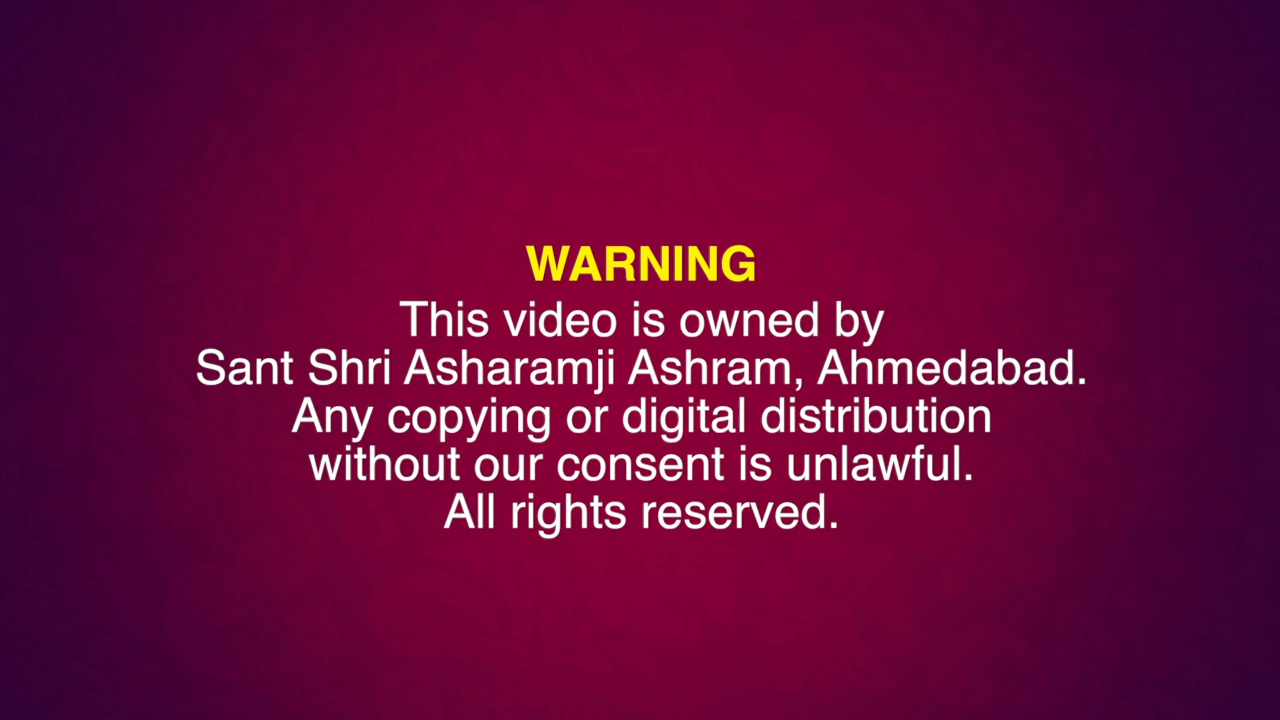 WARNING
This video is owned by
Sant Shri Asharamji Ashram, Ahmedabad.
Any copying or digital distribution
without our consent is unlawful.
All rights reserved.